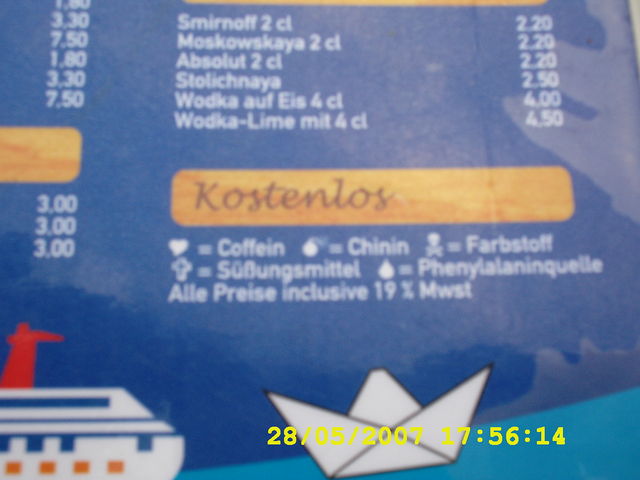 1.80
3.30
7.50
1.80
3.30
7.50
3.00
3.00
3.00
Smirnoff 2 cl 2.20
Moskowskaya 2 cl 2.20
Absolut 2 cl 2.20
Stolichnaya 2.50
Wodka auf Eis 4 cl 4.00
Wodka-Lime mit 4 cl 4.50
Kostenlos
= Coffein = Chinin = Farbstoff
= Süßungsmittel = Phenylalaninquelle
Alle Preise inclusive 19 % Mwst
28/05/2007 17:56:14